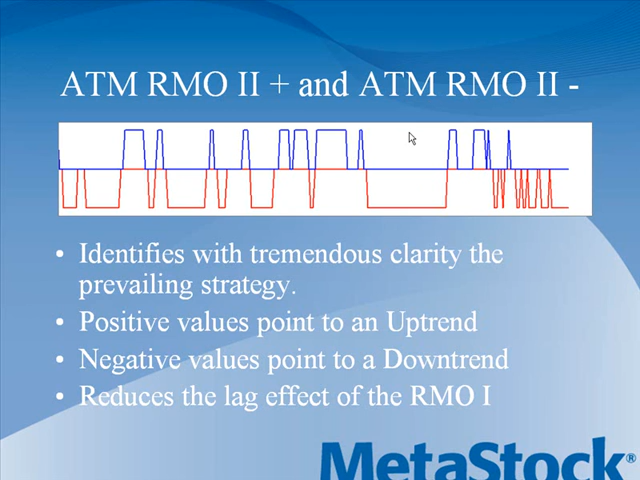 ATM RMO II + and ATM RMO II -
• Identifies with tremendous clarity the
prevailing strategy.
• Positive values point to an Uptrend
• Negative values point to a Downtrend
• Reduces the lag effect of the RMO I
MetaStock®